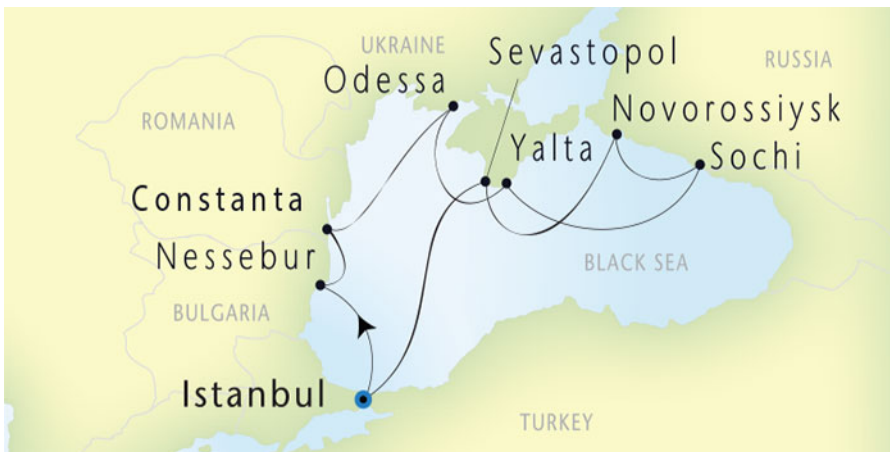 UKRAINE
Sevastopol
RUSSIA
Odessa
Novorossiysk
ROMANIA
Yalta
Sochi
Constanta
Nessebur
BLACK SEA
BULGARIA
Istanbul
TURKEY